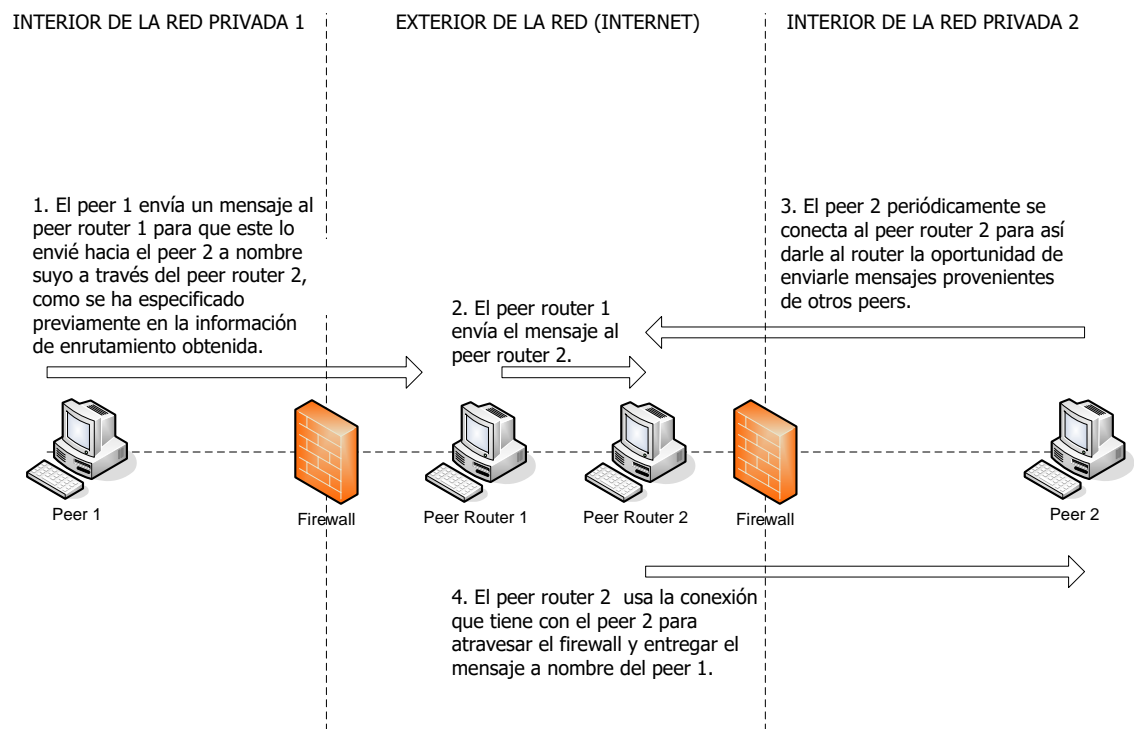 INTERIOR DE LA RED PRIVADA 1
EXTERIOR DE LA RED (INTERNET)
INTERIOR DE LA RED PRIVADA 2
1. El peer 1 envía un mensaje al
peer router 1 para que este lo
envié hacia el peer 2 a nombre
suyo a través del peer router 2,
como se ha especificado
previamente en la información
de enrutamiento obtenida.
2. El peer router 1
envía el mensaje al
peer router 2.
3. El peer 2 periódicamente se
conecta al peer router 2 para así
darle al router la oportunidad de
enviarle mensajes provenientes
de otros peers.
Peer 1
Firewall
Peer Router 1
Peer Router 2
Firewall
Peer 2
4. El peer router 2  usa la conexión
que tiene con el peer 2 para
atravesar el firewall y entregar el
mensaje a nombre del peer 1.